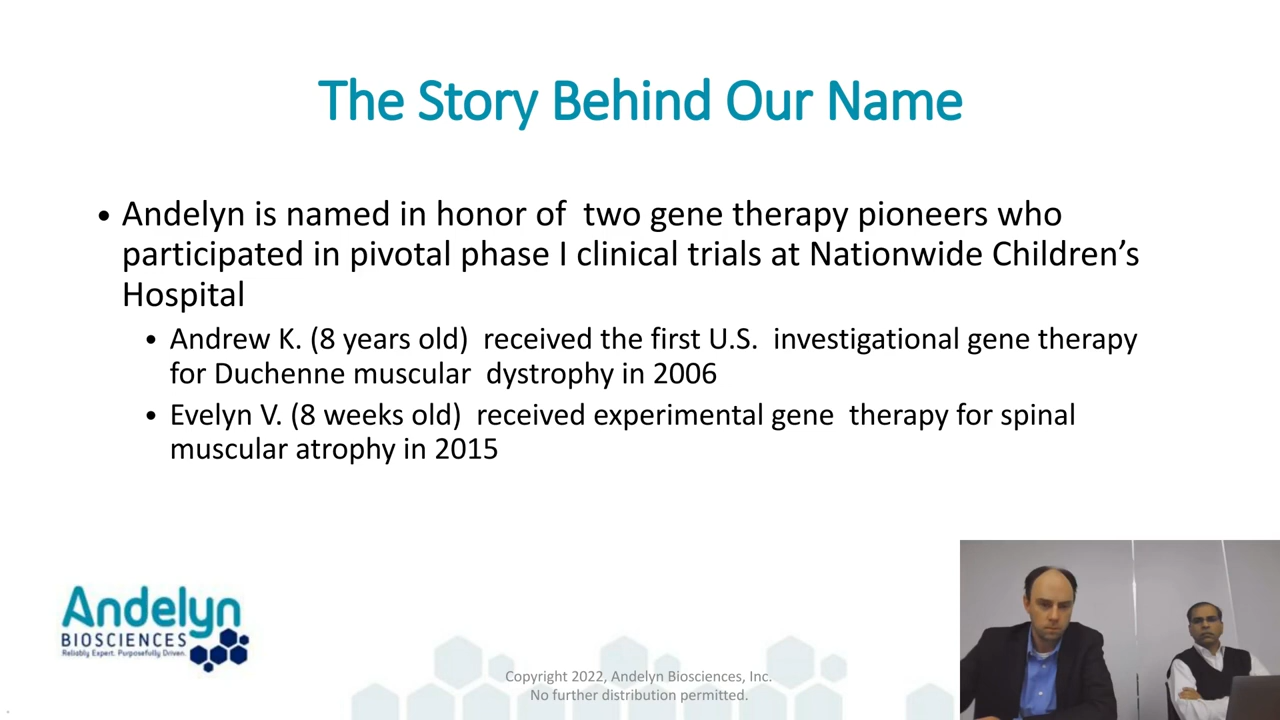 The Story Behind Our Name
• Andelyn is named in honor of two gene therapy pioneers who
participated in pivotal phase I clinical trials at Nationwide Children’s
Hospital
• Andrew K. (8 years old) received the first U.S. investigational gene therapy
for Duchenne muscular dystrophy in 2006
• Evelyn V. (8 weeks old) received experimental gene therapy for spinal
muscular atrophy in 2015
Andelyn
BIOSCIENCES
Reliably Expert. Purposefully Driven.
Copyright 2022, Andelyn Biosciences, Inc.
No further distribution permitted.